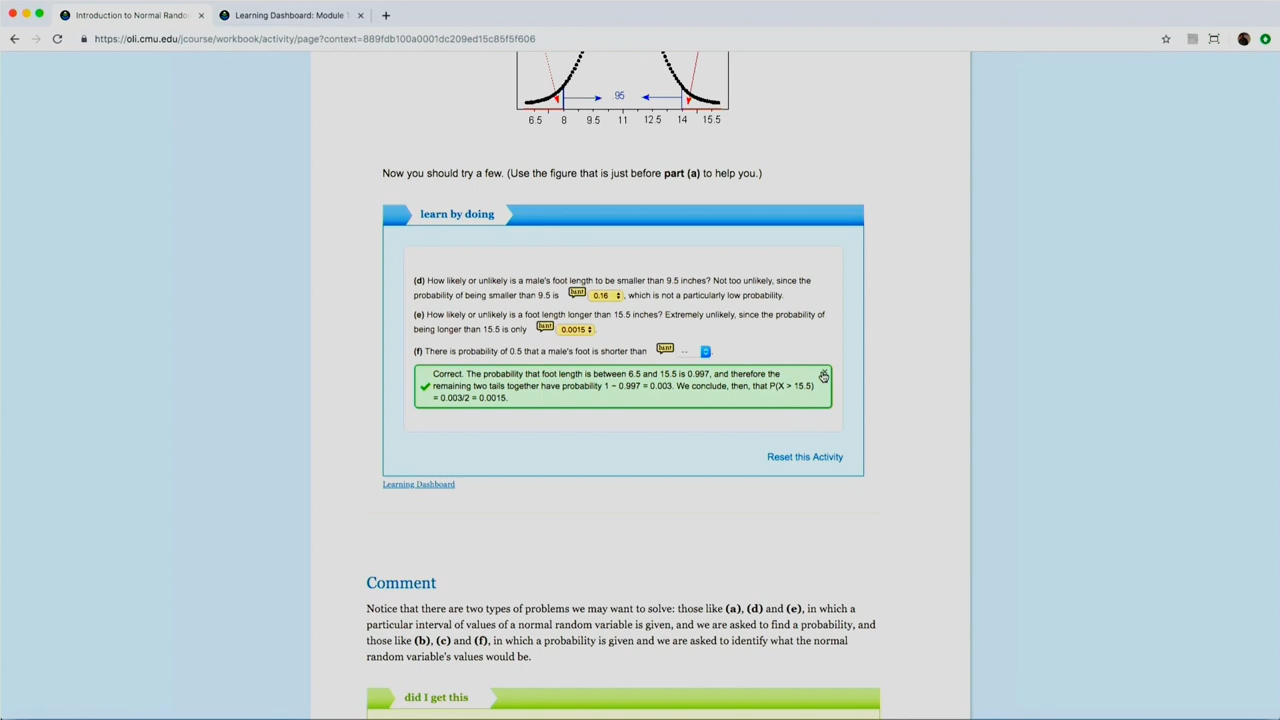 Introduction to Normal Rando
Learning Dashboard: Module
https://oli.cmu.edu/jcourse/workbook/activity/page?context=889fdb100a0001dc209ed15c85f5f606
.95
6.5 8 9.5 11 12.5 14 15.5
Now you should try a few. (Use the figure that is just before part (a) to help you.)
learn by doing
(d) How likely or unlikely is a male's foot length to be smaller than 9.5 inches? Not too unlikely, since the
probability of being smaller than 9.5 is hint 0.16 , which is not a particularly low probability.
(e) How likely or unlikely is a foot length longer than 15.5 inches? Extremely unlikely, since the probability of
being longer than 15.5 is only hint 0.0015 .
(f) There is probability of 0.5 that a male's foot is shorter than hint -- .
Correct. The probability that foot length is between 6.5 and 15.5 is 0.997, and therefore the
remaining two tails together have probability 1 − 0.997 = 0.003. We conclude, then, that P(X > 15.5)
= 0.003/2 = 0.0015.
Reset this Activity
Learning Dashboard
Comment
Notice that there are two types of problems we may want to solve: those like (a), (d) and (e), in which a
particular interval of values of a normal random variable is given, and we are asked to find a probability, and
those like (b), (c) and (f), in which a probability is given and we are asked to identify what the normal
random variable's values would be.
did I get this